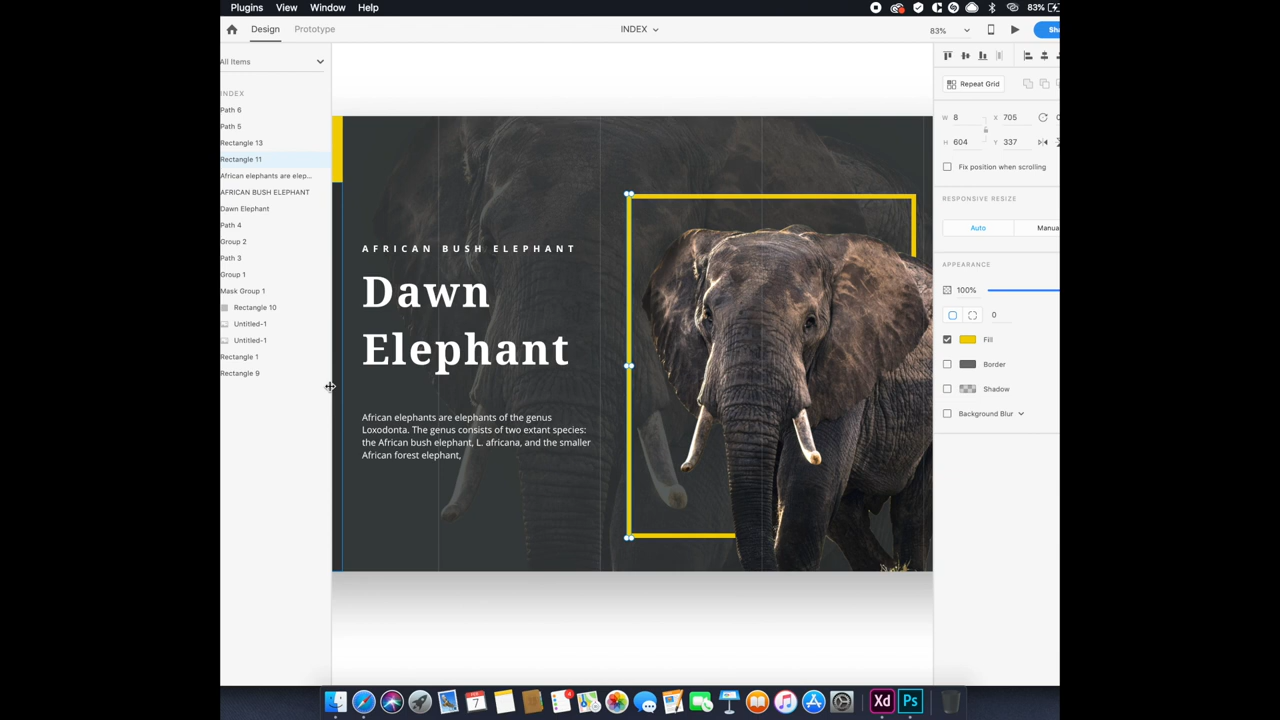 Plugins View Window Help 83%
Design Prototype INDEX 83%
All Items
Repeat Grid
INDEX
Path 6
Path 5
Rectangle 13
Rectangle 11
African elephants are elep...
AFRICAN BUSH ELEPHANT
Dawn Elephant
Path 4
Group 2
Path 3
Group 1
Mask Group 1
Rectangle 10
Untitled-1
Untitled-1
Rectangle 1
Rectangle 9
AFRICAN BUSH ELEPHANT
Dawn
Elephant
African elephants are elephants of the genus
Loxodonta. The genus consists of two extant species:
the African bush elephant, L. africana, and the smaller
African forest elephant,
W 8 X 705
H 604 Y 337
Fix position when scrolling
RESPONSIVE RESIZE
Auto
APPEARANCE
100%
0
Fill
Border
Shadow
Background Blur
7
4
Xd Ps